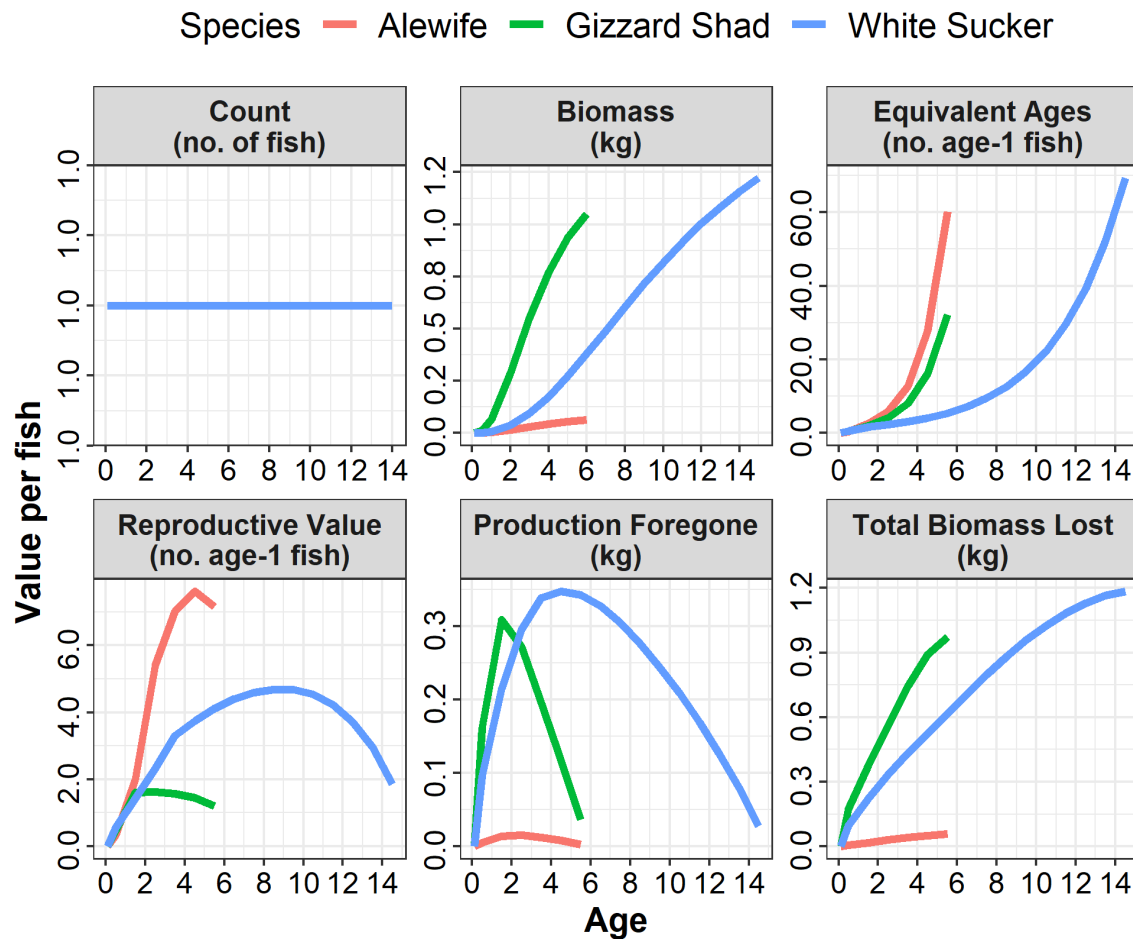 Species Alewife Gizzard Shad White Sucker
Count
(no. of fish)
Biomass
(kg)
Equivalent Ages
(no. age-1 fish)
1.0
1.0
1.0
1.0
1.0
0 2 4 6 8 10 12 14
1.2
1.0
0.8
0.5
0.2
0.0
0 2 4 6 8 10 12 14
60.0
40.0
20.0
0.0
0 2 4 6 8 10 12 14
Value per fish
Reproductive Value
(no. age-1 fish)
Production Foregone
(kg)
Total Biomass Lost
(kg)
6.0
4.0
2.0
0.0
0 2 4 6 8 10 12 14
0.3
0.2
0.1
0.0
0 2 4 6 8 10 12 14
1.2
0.9
0.6
0.3
0.0
0 2 4 6 8 10 12 14
Age